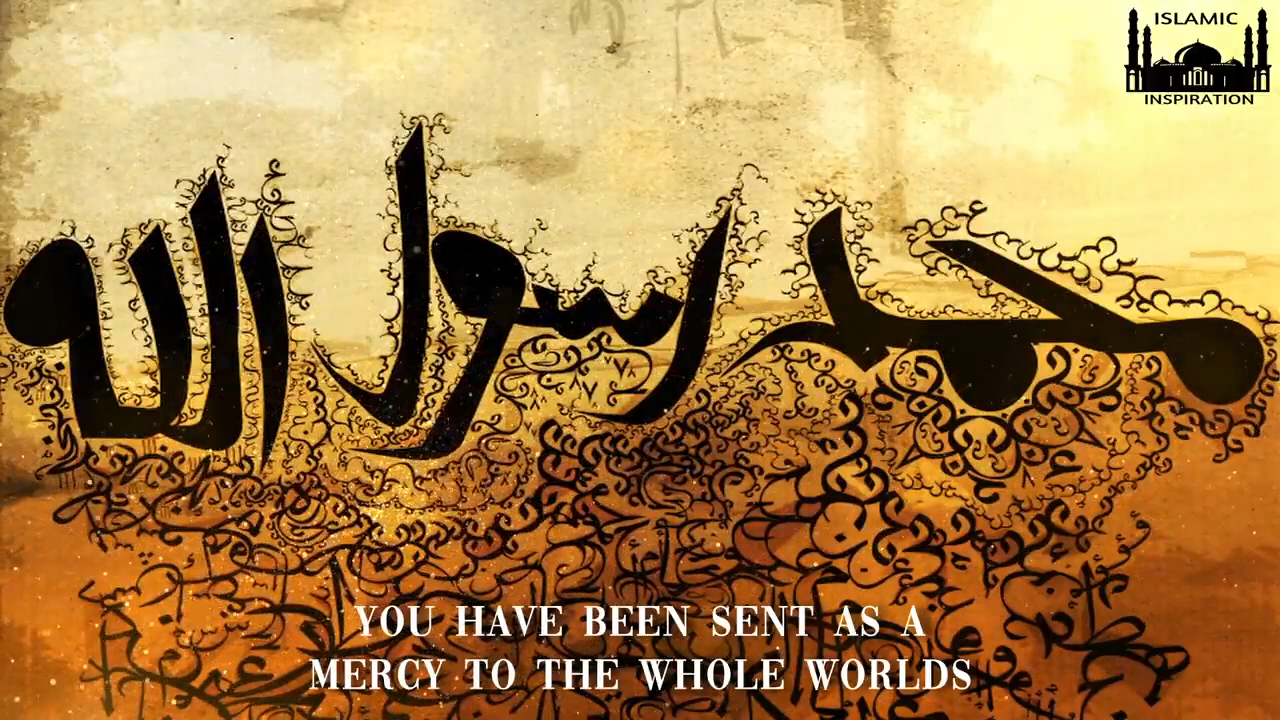 ISLAMIC
INSPIRATION
محمد رسول الله
YOU HAVE BEEN SENT AS A
MERCY TO THE WHOLE WORLDS